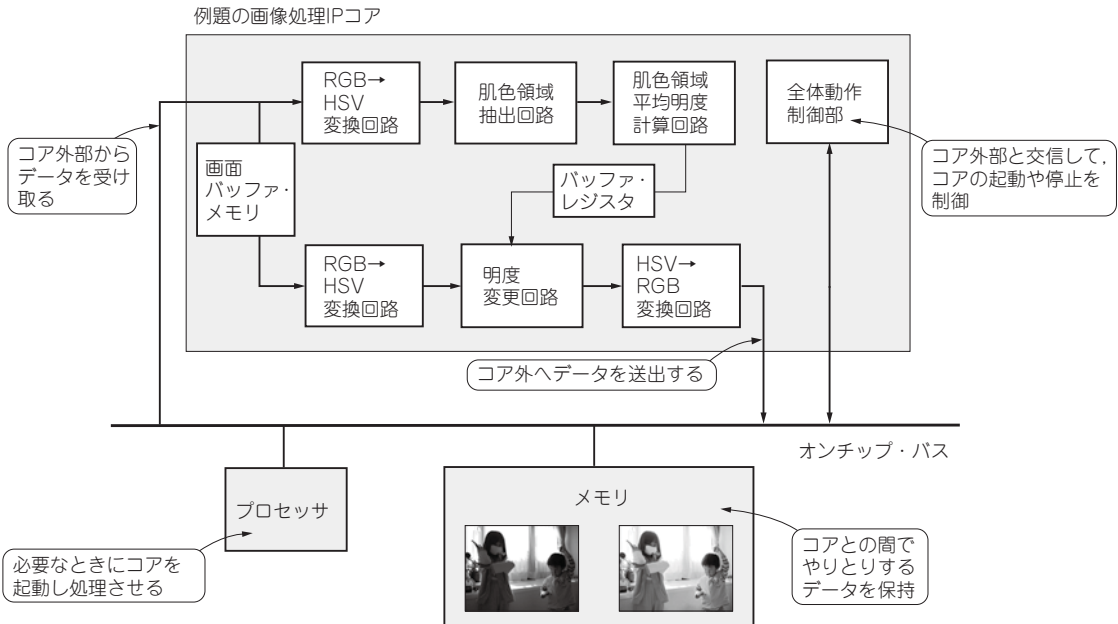 例題の画像処理IPコア
RGB→
HSV
変換回路
肌色領域
抽出回路
肌色領域
平均明度
計算回路
全体動作
制御部
コア外部から
データを受け
取る
画面
バッファ・
メモリ
バッファ・
レジスタ
コア外部と交信して,
コアの起動や停止を
制御
RGB→
HSV
変換回路
明度
変更回路
HSV→
RGB
変換回路
コア外へデータを送出する
オンチップ・バス
プロセッサ
メモリ
必要なときにコアを
起動し処理させる
コアとの間で
やりとりする
データを保持